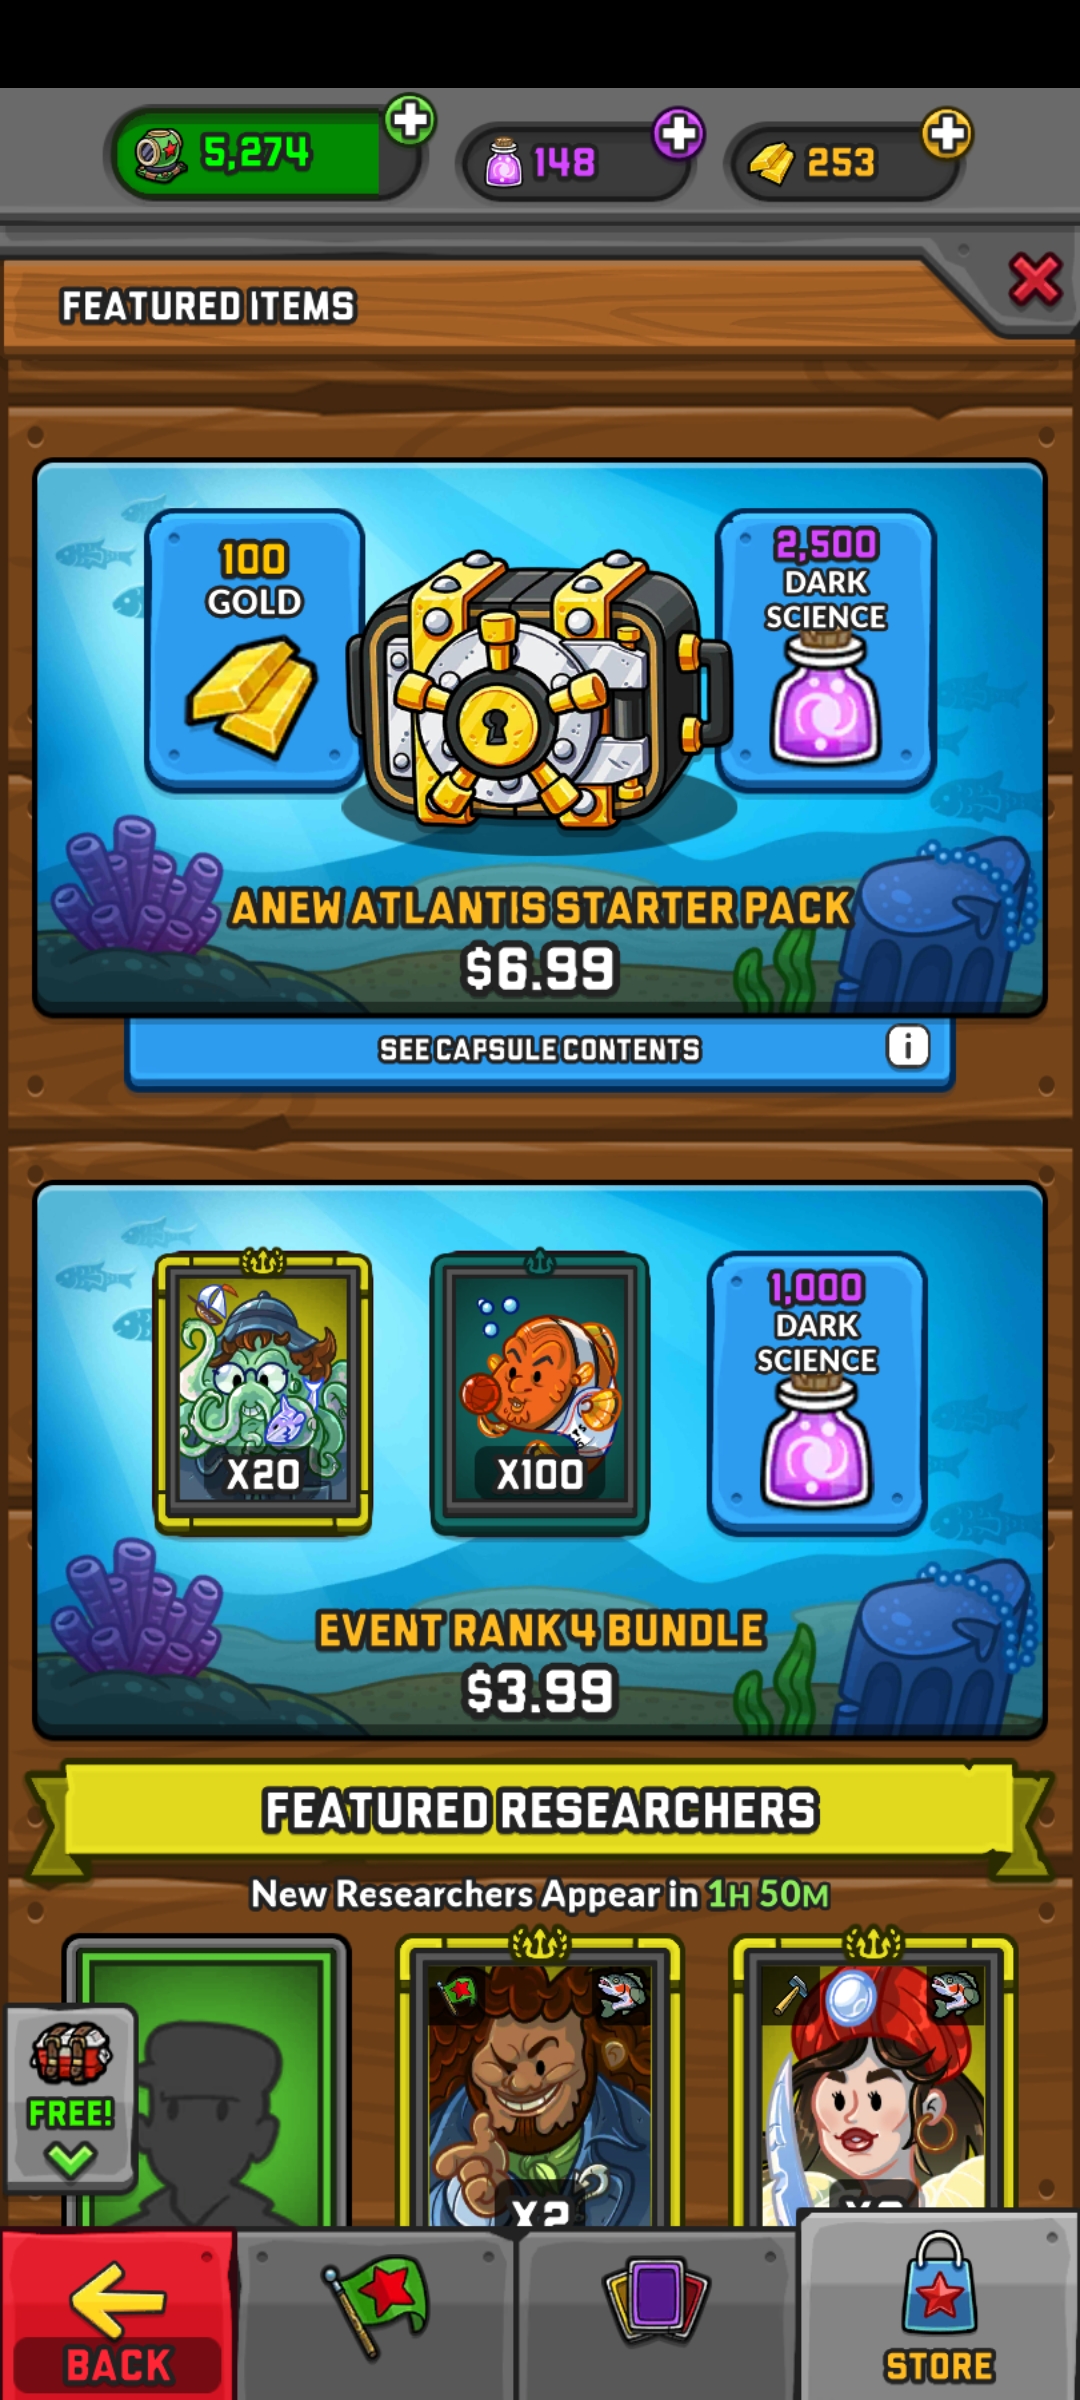 5,274
148
253
FEATURED ITEMS
100
GOLD
2,500
DARK
SCIENCE
ANEW ATLANTIS STARTER PACK
$6.99
SEE CAPSULE CONTENTS
i
X20
X100
1,000
DARK
SCIENCE
EVENT RANK 4 BUNDLE
$3.99
FEATURED RESEARCHERS
New Researchers Appear in 1H 50M
FREE!
X2
BACK
STORE